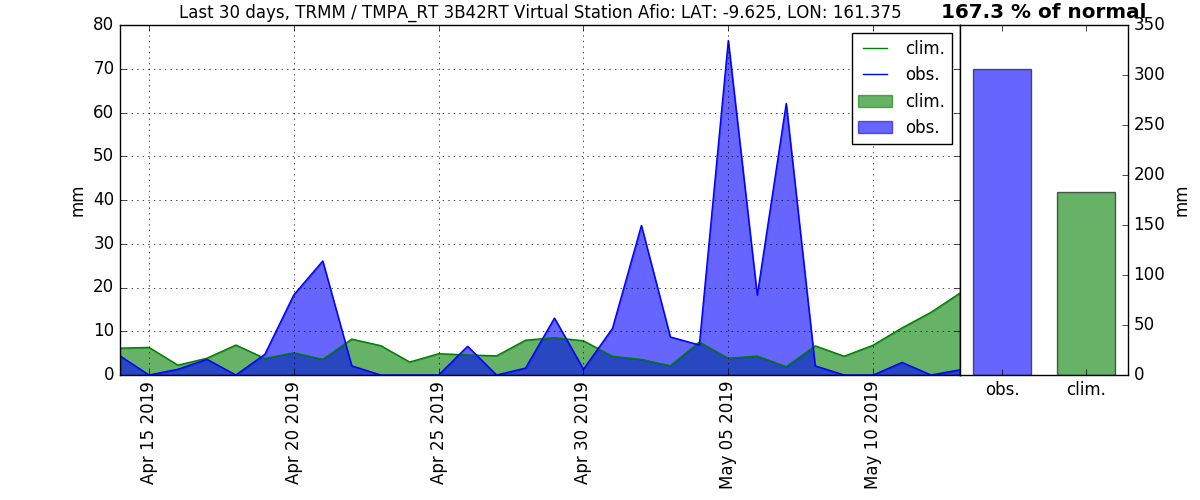 Last 30 days, TRMM / TMPA_RT 3B42RT Virtual Station Afio: LAT: -9.625, LON: 161.375
167.3 % of normal
80
70
60
50
40
30
20
10
0
mm
clim.
obs.
clim.
obs.
Apr 15 2019
Apr 20 2019
Apr 25 2019
Apr 30 2019
May 05 2019
May 10 2019
350
300
250
200
150
100
50
0
mm
obs.
clim.